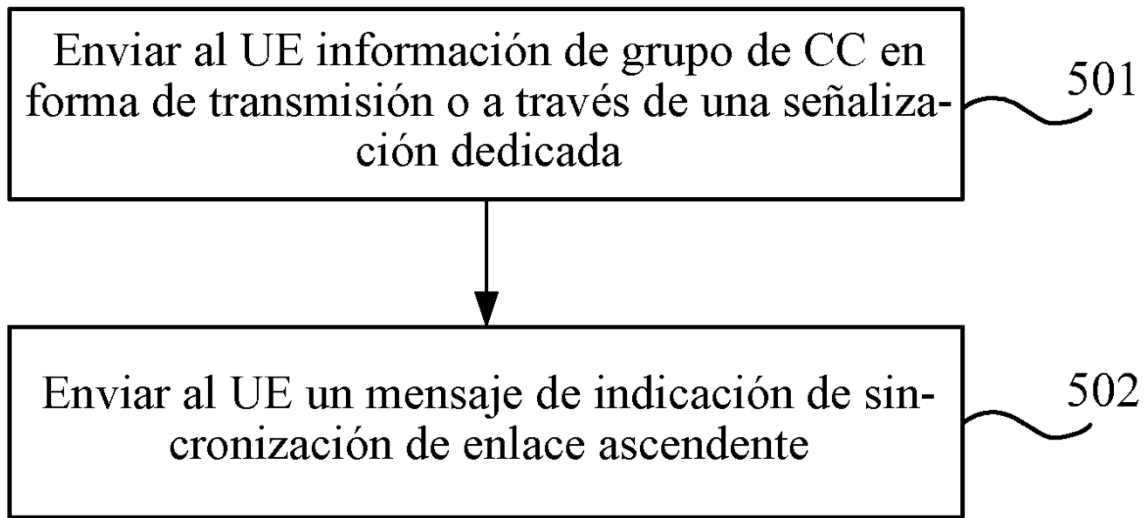 Enviar al UE información de grupo de CC en
forma de transmisión o a través de una señaliza-
ción dedicada
501
Enviar al UE un mensaje de indicación de sin-
cronización de enlace ascendente
502